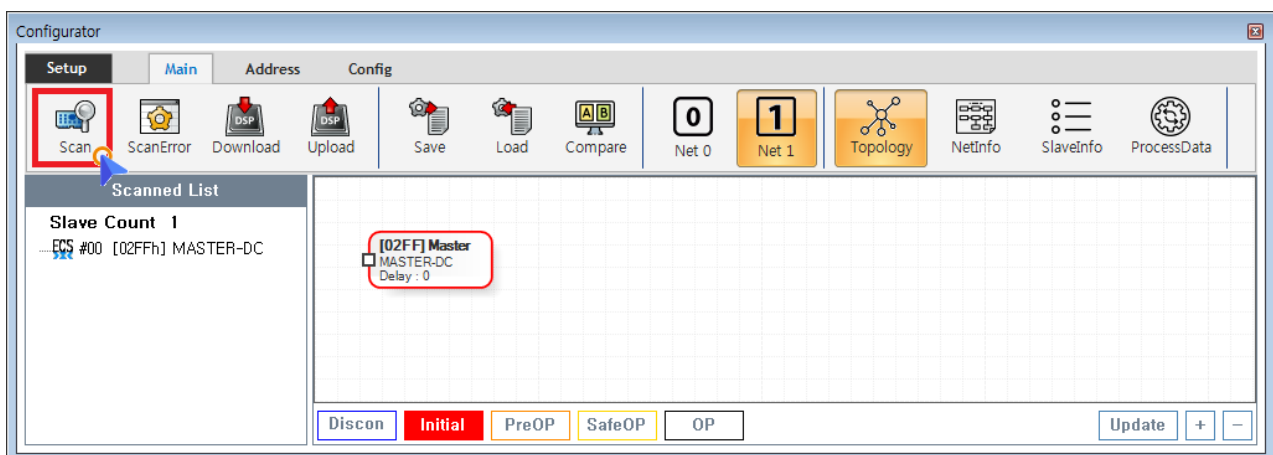 Configurator
Setup Main Address Config
DSP DSP A B 0 1
Scan ScanError Download Upload Save Load Compare Net 0 Net 1 Topology NetInfo SlaveInfo ProcessData
Scanned List
Slave Count 1
#00 [02FFh] MASTER-DC
[02FF] Master
MASTER-DC
Delay : 0
Discon Initial PreOP SafeOP OP Update + −